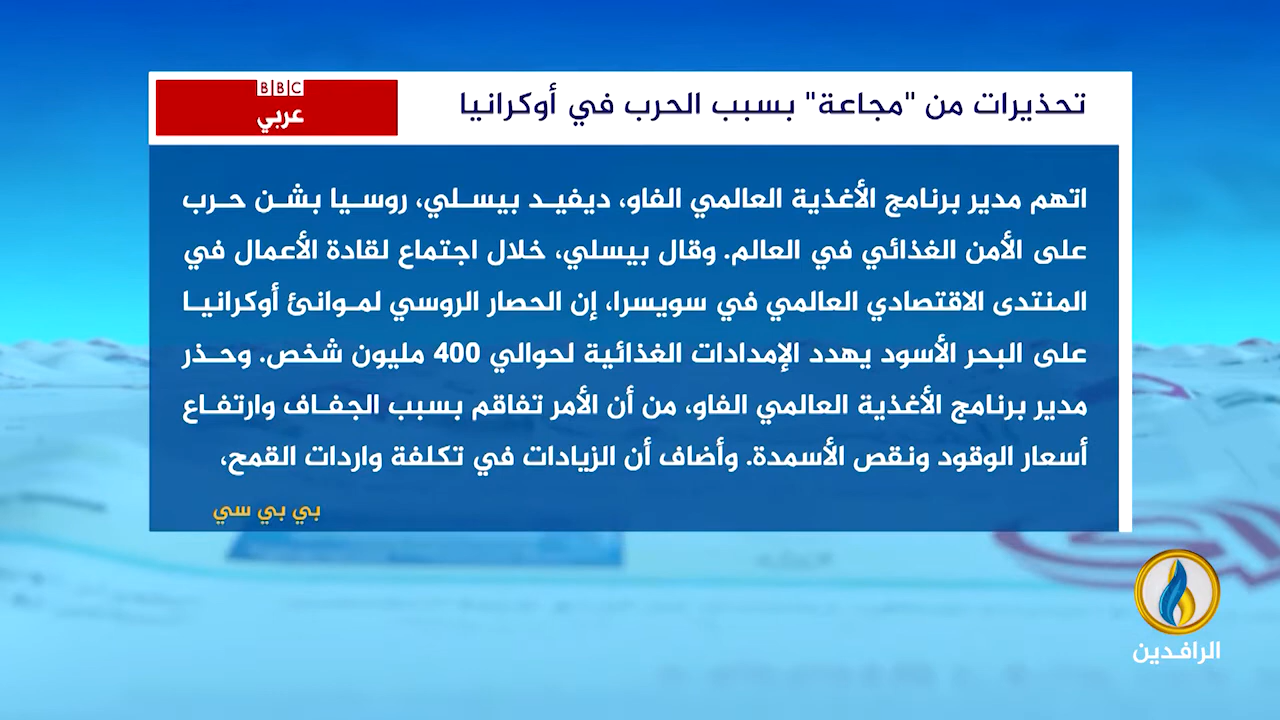 تحذيرات من "مجاعة" بسبب الحرب في أوكرانيا
BBC
عربي
اتهم مدير برنامج الأغذية العالمي الفاو، ديفيد بيسلي، روسيا بشن حرب
على الأمن الغذائي في العالم. وقال بيسلي، خلال اجتماع لقادة الأعمال في
المنتدى الاقتصادي العالمي في سويسرا، إن الحصار الروسي لموانئ أوكرانيا
على البحر الأسود يهدد الإمدادات الغذائية لحوالي 400 مليون شخص. وحذر
مدير برنامج الأغذية العالمي الفاو، من أن الأمر تفاقم بسبب الجفاف وارتفاع
أسعار الوقود ونقص الأسمدة. وأضاف أن الزيادات في تكلفة واردات القمح،
بي بي سي
الرافدين